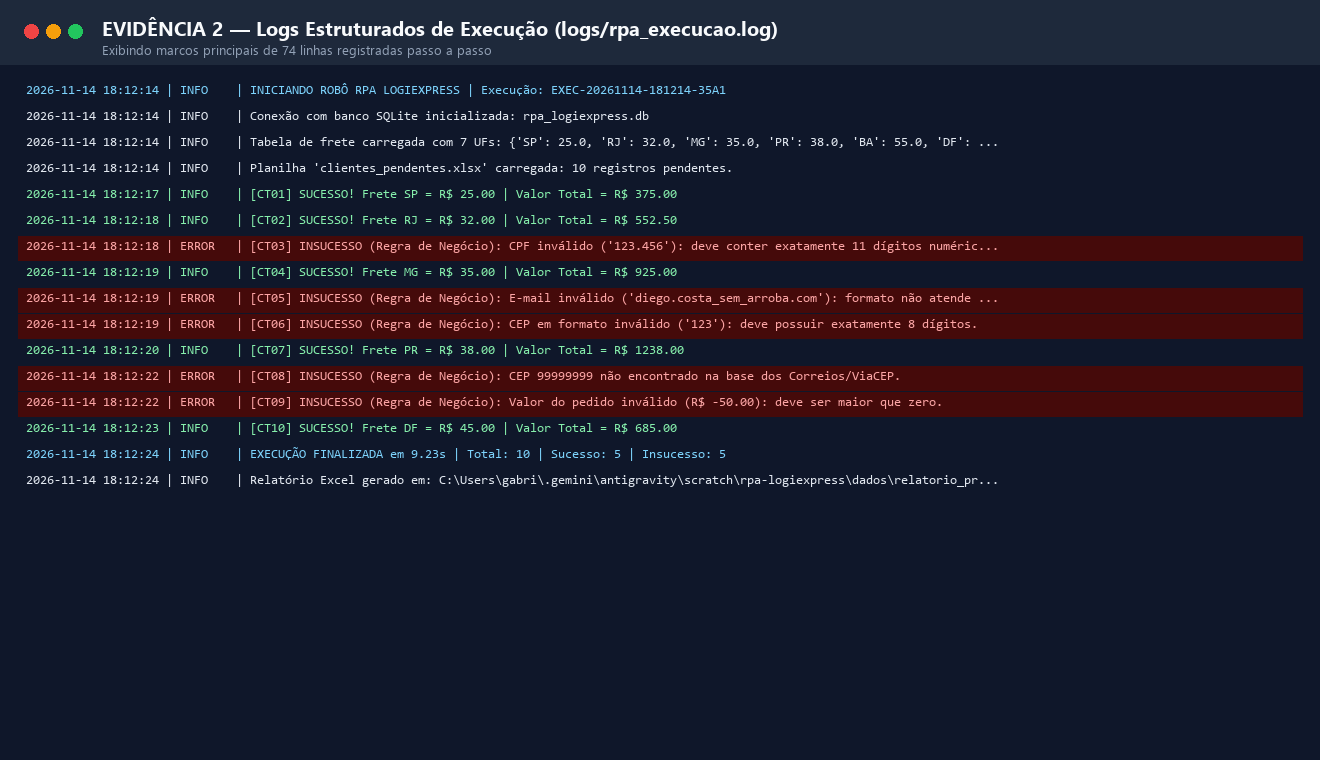 EVIDÊNCIA 2 — Logs Estruturados de Execução (logs/rpa_execucao.log)
Exibindo marcos principais de 74 linhas registradas passo a passo
2026-11-14 18:12:14 | INFO | INICIANDO ROBÔ RPA LOGIEXPRESS | Execução: EXEC-20261114-181214-35A1
2026-11-14 18:12:14 | INFO | Conexão com banco SQLite inicializada: rpa_logiexpress.db
2026-11-14 18:12:14 | INFO | Tabela de frete carregada com 7 UFs: {'SP': 25.0, 'RJ': 32.0, 'MG': 35.0, 'PR': 38.0, 'BA': 55.0, 'DF': ...
2026-11-14 18:12:14 | INFO | Planilha 'clientes_pendentes.xlsx' carregada: 10 registros pendentes.
2026-11-14 18:12:17 | INFO | [CT01] SUCESSO! Frete SP = R$ 25.00 | Valor Total = R$ 375.00
2026-11-14 18:12:18 | INFO | [CT02] SUCESSO! Frete RJ = R$ 32.00 | Valor Total = R$ 552.50
2026-11-14 18:12:18 | ERROR | [CT03] INSUCESSO (Regra de Negócio): CPF inválido ('123.456'): deve conter exatamente 11 dígitos numéric...
2026-11-14 18:12:19 | INFO | [CT04] SUCESSO! Frete MG = R$ 35.00 | Valor Total = R$ 925.00
2026-11-14 18:12:19 | ERROR | [CT05] INSUCESSO (Regra de Negócio): E-mail inválido ('diego.costa_sem_arroba.com'): formato não atende ...
2026-11-14 18:12:19 | ERROR | [CT06] INSUCESSO (Regra de Negócio): CEP em formato inválido ('123'): deve possuir exatamente 8 dígitos.
2026-11-14 18:12:20 | INFO | [CT07] SUCESSO! Frete PR = R$ 38.00 | Valor Total = R$ 1238.00
2026-11-14 18:12:22 | ERROR | [CT08] INSUCESSO (Regra de Negócio): CEP 99999999 não encontrado na base dos Correios/ViaCEP.
2026-11-14 18:12:22 | ERROR | [CT09] INSUCESSO (Regra de Negócio): Valor do pedido inválido (R$ -50.00): deve ser maior que zero.
2026-11-14 18:12:23 | INFO | [CT10] SUCESSO! Frete DF = R$ 45.00 | Valor Total = R$ 685.00
2026-11-14 18:12:24 | INFO | EXECUÇÃO FINALIZADA em 9.23s | Total: 10 | Sucesso: 5 | Insucesso: 5
2026-11-14 18:12:24 | INFO | Relatório Excel gerado em: C:\Users\gabri\.gemini\antigravity\scratch\rpa-logiexpress\dados\relatorio_pr...